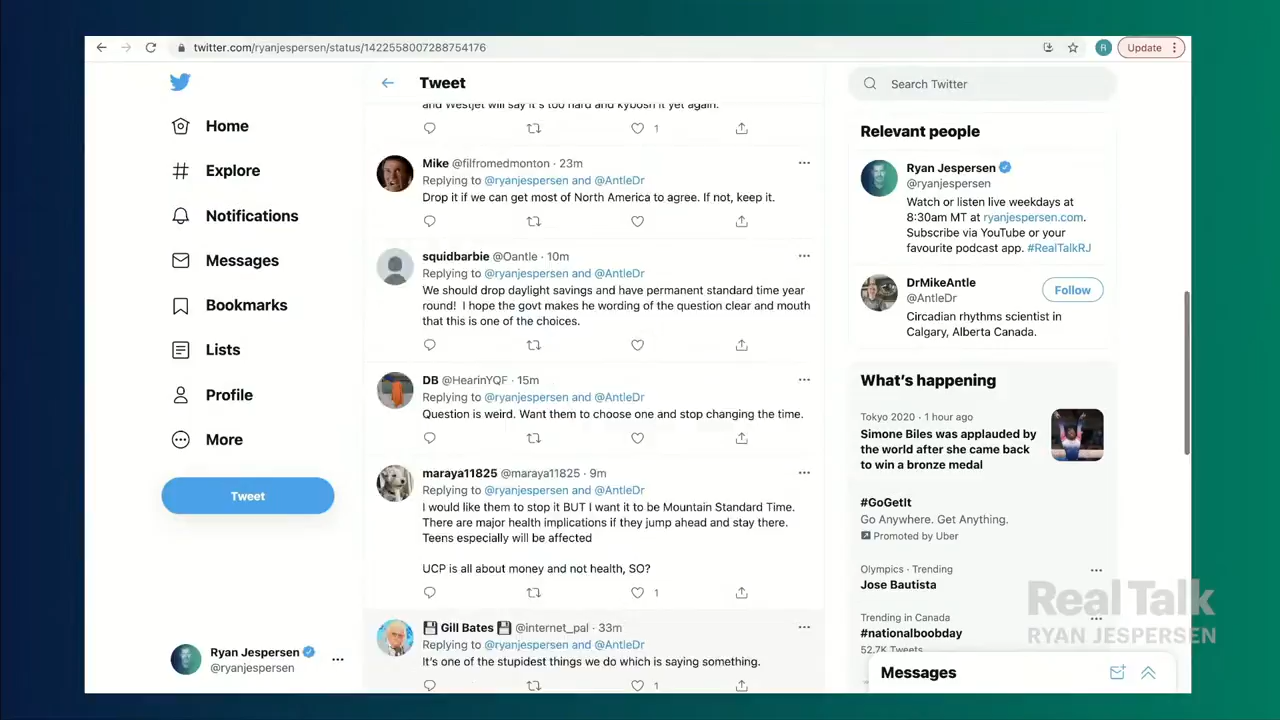 twitter.com/ryanjespersen/status/1422558007288754176
R
Update
Home
Explore
Notifications
Messages
Bookmarks
Lists
Profile
More
Tweet
Ryan Jespersen
@ryanjespersen
Tweet
and Westjet will say it's too hard and kybosh it yet again.
1
Mike @filfromedmonton · 23m
Replying to @ryanjespersen and @AntleDr
Drop it if we can get most of North America to agree. If not, keep it.
squidbarbie @Oantle · 10m
Replying to @ryanjespersen and @AntleDr
We should drop daylight savings and have permanent standard time year
round! I hope the govt makes he wording of the question clear and mouth
that this is one of the choices.
DB @HearinYQF · 15m
Replying to @ryanjespersen and @AntleDr
Question is weird. Want them to choose one and stop changing the time.
maraya11825 @maraya11825 · 9m
Replying to @ryanjespersen and @AntleDr
I would like them to stop it BUT I want it to be Mountain Standard Time.
There are major health implications if they jump ahead and stay there.
Teens especially will be affected
UCP is all about money and not health, SO?
1
Gill Bates @internet_pal · 33m
Replying to @ryanjespersen and @AntleDr
It's one of the stupidest things we do which is saying something.
1
Search Twitter
Relevant people
Ryan Jespersen
@ryanjespersen
Watch or listen live weekdays at
8:30am MT at ryanjespersen.com.
Subscribe via YouTube or your
favourite podcast app. #RealTalkRJ
DrMikeAntle
@AntleDr
Follow
Circadian rhythms scientist in
Calgary, Alberta Canada.
What's happening
Tokyo 2020 · 1 hour ago
Simone Biles was applauded by
the world after she came back
to win a bronze medal
#GoGetIt
Go Anywhere. Get Anything.
Promoted by Uber
Olympics · Trending
Jose Bautista
Trending in Canada
#nationalboobday
52.7K Tweets
Messages
Real Talk
RYAN JESPERSEN